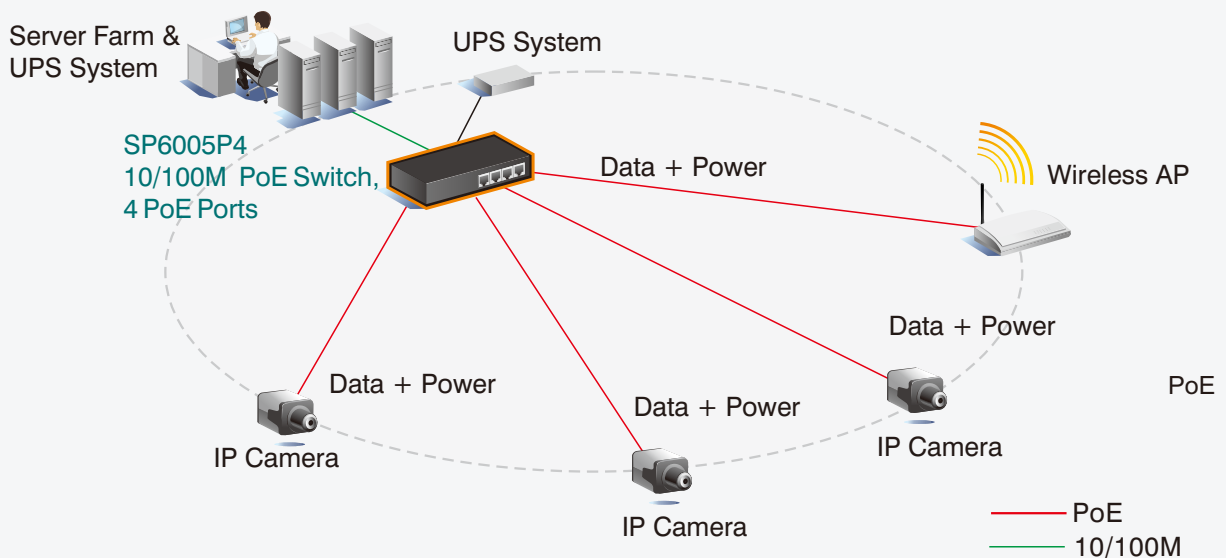 Server Farm &
UPS System
UPS System
SP6005P4
10/100M PoE Switch,
4 PoE Ports
Data + Power
Wireless AP
Data + Power
Data + Power
Data + Power
PoE
IP Camera
IP Camera
IP Camera
PoE
10/100M